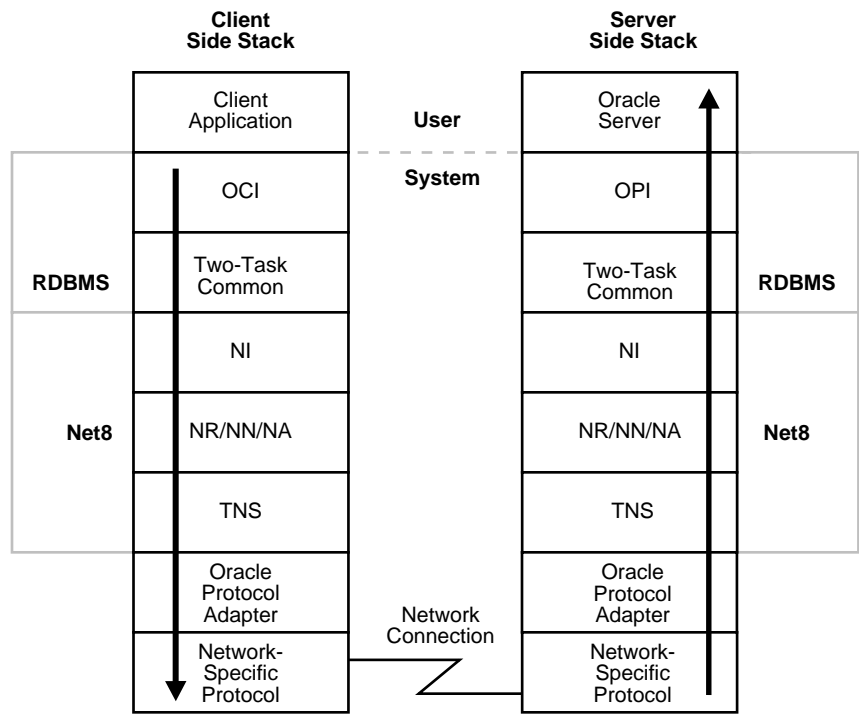 Client
Side Stack
Server
Side Stack
Client
Application
User
Oracle
Server
System
OCI
OPI
RDBMS
Two-Task
Common
Two-Task
Common
RDBMS
NI
NI
Net8
NR/NN/NA
NR/NN/NA
Net8
TNS
TNS
Oracle
Protocol
Adapter
Oracle
Protocol
Adapter
Network
Connection
Network-
Specific
Protocol
Network-
Specific
Protocol